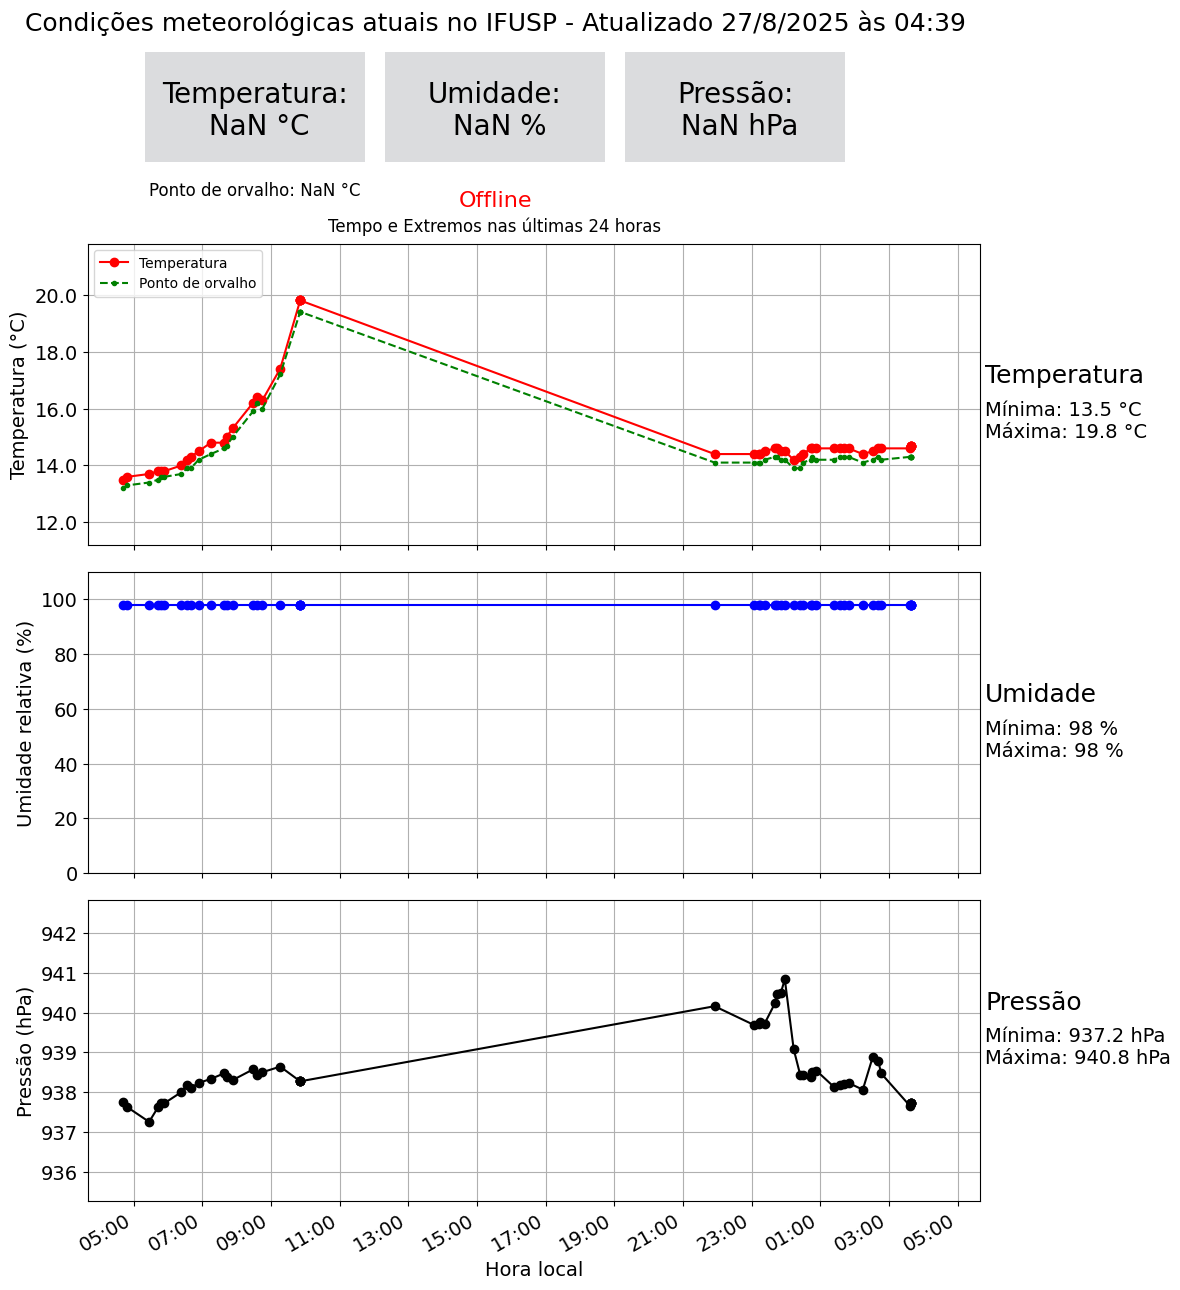 Condições meteorológicas atuais no IFUSP - Atualizado 27/8/2025 às 04:39
Temperatura:
NaN °C
Umidade:
NaN %
Pressão:
NaN hPa
Ponto de orvalho: NaN °C
Offline
Tempo e Extremos nas últimas 24 horas
Temperatura
Ponto de orvalho
Temperatura (°C)
20.0
18.0
16.0
14.0
12.0
Temperatura
Mínima: 13.5 °C
Máxima: 19.8 °C
Umidade relativa (%)
100
80
60
40
20
0
Umidade
Mínima: 98 %
Máxima: 98 %
Pressão (hPa)
942
941
940
939
938
937
936
Pressão
Mínima: 937.2 hPa
Máxima: 940.8 hPa
05:00 07:00 09:00 11:00 13:00 15:00 17:00 19:00 21:00 23:00 01:00 03:00 05:00
Hora local